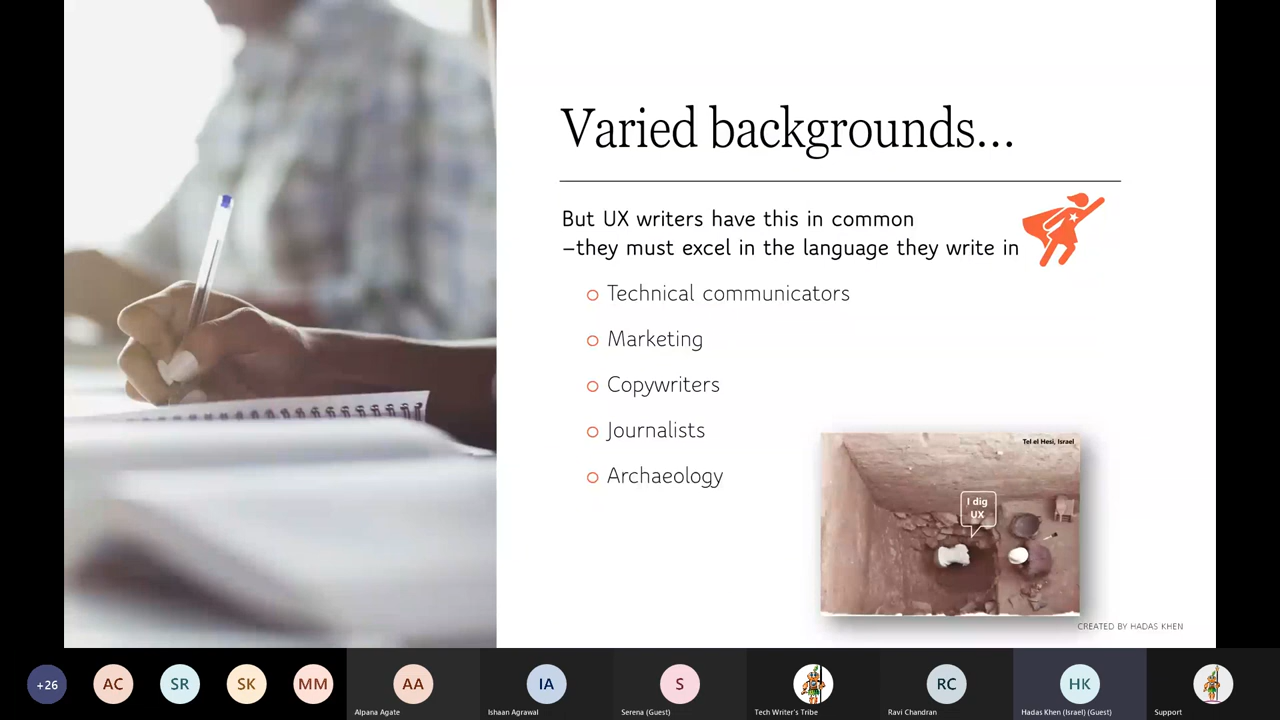 Varied backgrounds...
But UX writers have this in common
–they must excel in the language they write in
Technical communicators
Marketing
Copywriters
Journalists
Archaeology
Tel el Hesi, Israel
I dig
UX
CREATED BY HADAS KHEN
+26
AC
SR
SK
MM
AA
IA
S
RC
HK
Alpana Agate
Ishaan Agrawal
Serena (Guest)
Tech Writer's Tribe
Ravi Chandran
Hadas Khen (Israel) (Guest)
Support